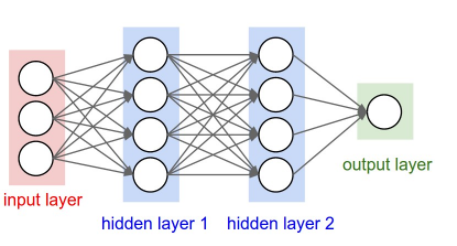 output layer
input layer
hidden layer 1
hidden layer 2